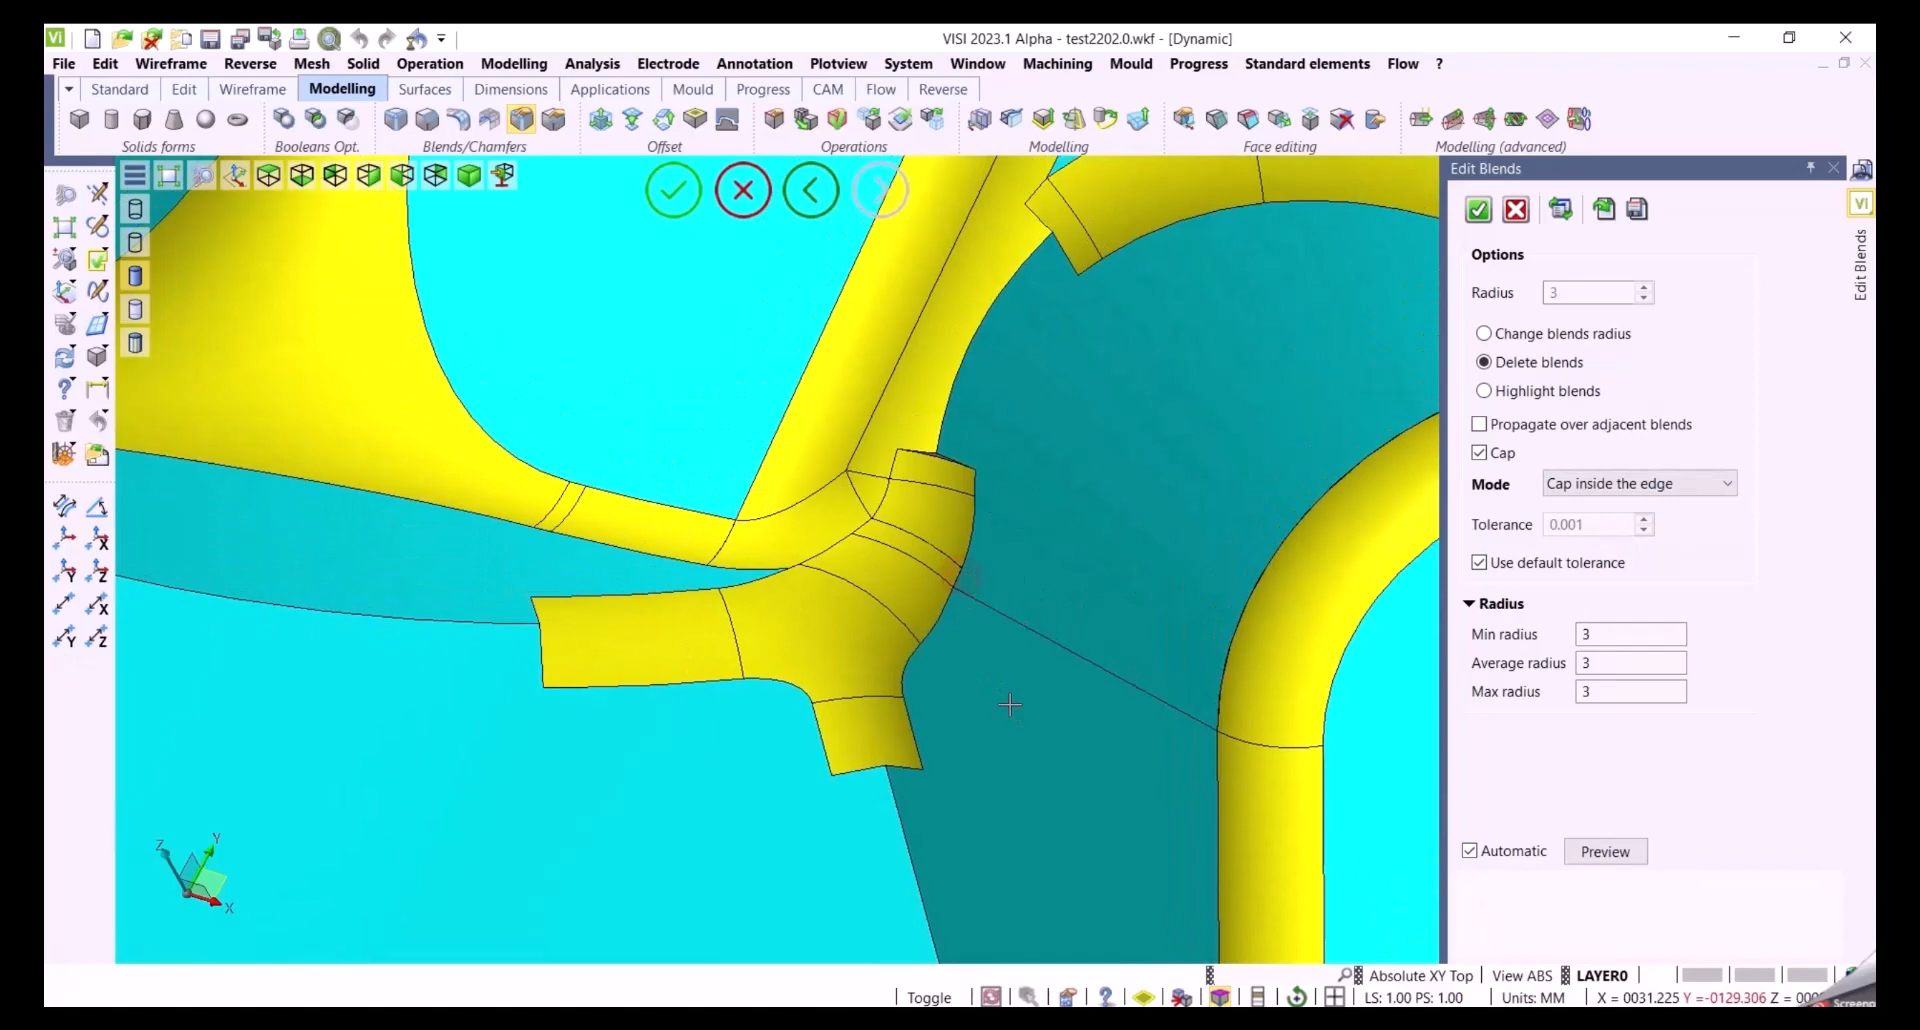 Vi
VISI 2023.1 Alpha - test2202.0.wkf - [Dynamic]
File Edit Wireframe Reverse Mesh Solid Operation Modelling Analysis Electrode Annotation Plotview System Window Machining Mould Progress Standard elements Flow ?
Standard Edit Wireframe Modelling Surfaces Dimensions Applications Mould Progress CAM Flow Reverse
Solids forms Booleans Opt. Blends/Chamfers Offset Operations Modelling Face editing Modelling (advanced)
Edit Blends
VI
Edit Blends
Options
Radius 3
Change blends radius
Delete blends
Highlight blends
Propagate over adjacent blends
Cap
Mode Cap inside the edge
Tolerance 0.001
Use default tolerance
Radius
Min radius 3
Average radius 3
Max radius 3
Automatic Preview
X
Y Z
X
Y Z
Z Y
X
Absolute XY Top View ABS LAYER0
Toggle LS: 1.00 PS: 1.00 Units: MM X = 0031.225 Y =-0129.306 Z =